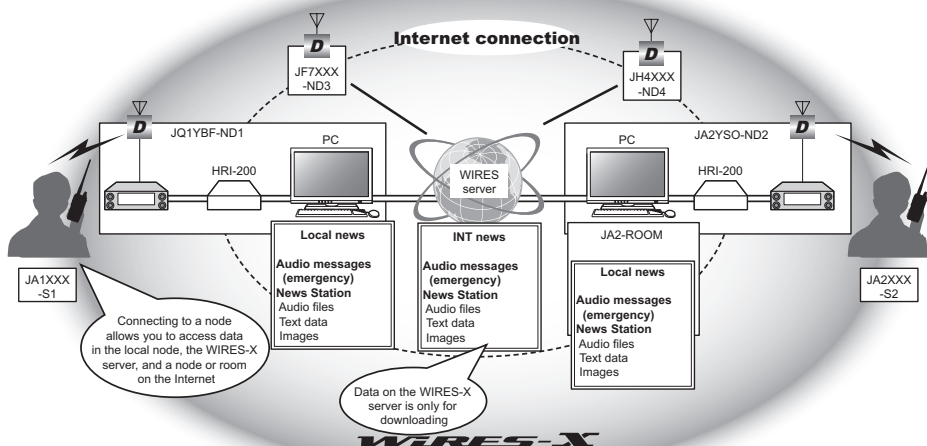 Internet connection
D
JF7XXX
-ND3
D
JH4XXX
-ND4
D
JQ1YBF-ND1
PC
HRI-200
WIRES
server
JA2YSO-ND2
D
PC
HRI-200
JA1XXX
-S1
JA2XXX
-S2
Local news
Audio messages
(emergency)
News Station
Audio files
Text data
Images
INT news
Audio messages
(emergency)
News Station
Audio files
Text data
Images
JA2-ROOM
Local news
Audio messages
(emergency)
News Station
Audio files
Text data
Images
Connecting to a node
allows you to access data
in the local node, the WIRES-X
server, and a node or room
on the Internet
Data on the WIRES-X
server is only for
downloading
WIRES-X